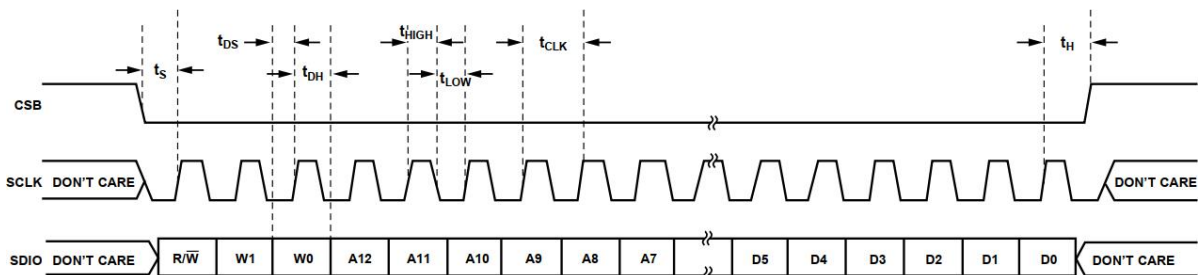 tDS tHIGH tCLK tH
tS tDH tLOW
CSB
SCLK DON'T CARE DON'T CARE
SDIO DON'T CARE R/W̅ W1 W0 A12 A11 A10 A9 A8 A7 D5 D4 D3 D2 D1 D0 DON'T CARE